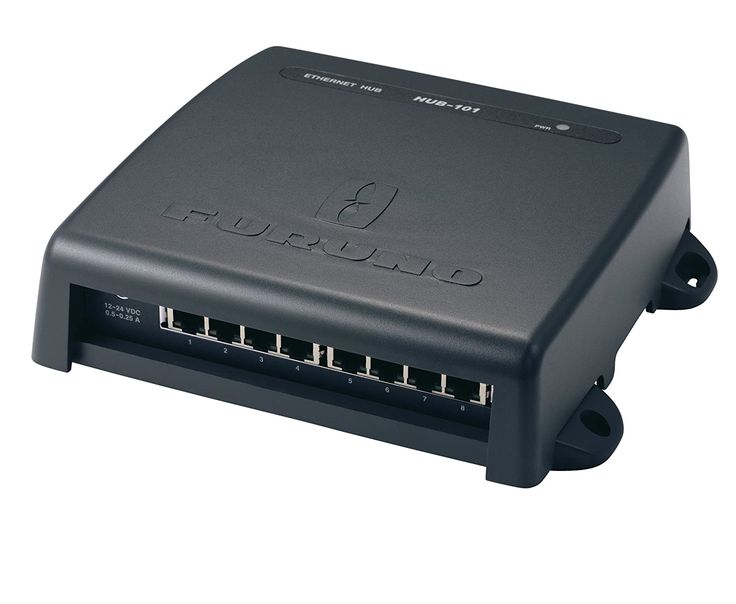 ETHERNET HUB
HUB-101
PWR
FURUNO
12-24 VDC
0.5-0.25 A
1 2 3 4 5 6 7 8